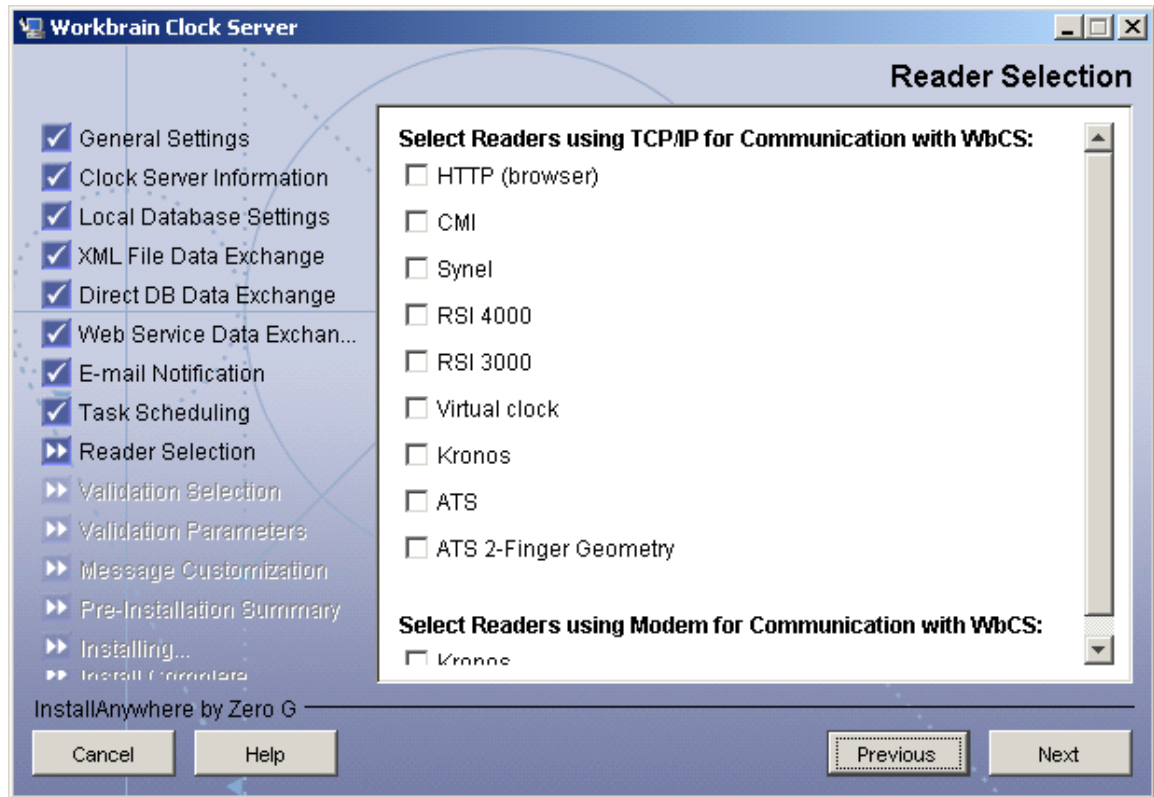 Workbrain Clock Server
Reader Selection
General Settings
Clock Server Information
Local Database Settings
XML File Data Exchange
Direct DB Data Exchange
Web Service Data Exchan...
E-mail Notification
Task Scheduling
Reader Selection
Validation Selection
Validation Parameters
Message Customization
Pre-Installation Summary
Installing...
Install Complete
Select Readers using TCP/IP for Communication with WbCS:
HTTP (browser)
CMI
Synel
RSI 4000
RSI 3000
Virtual clock
Kronos
ATS
ATS 2-Finger Geometry
Select Readers using Modem for Communication with WbCS:
Kronos
InstallAnywhere by Zero G
Cancel
Help
Previous
Next